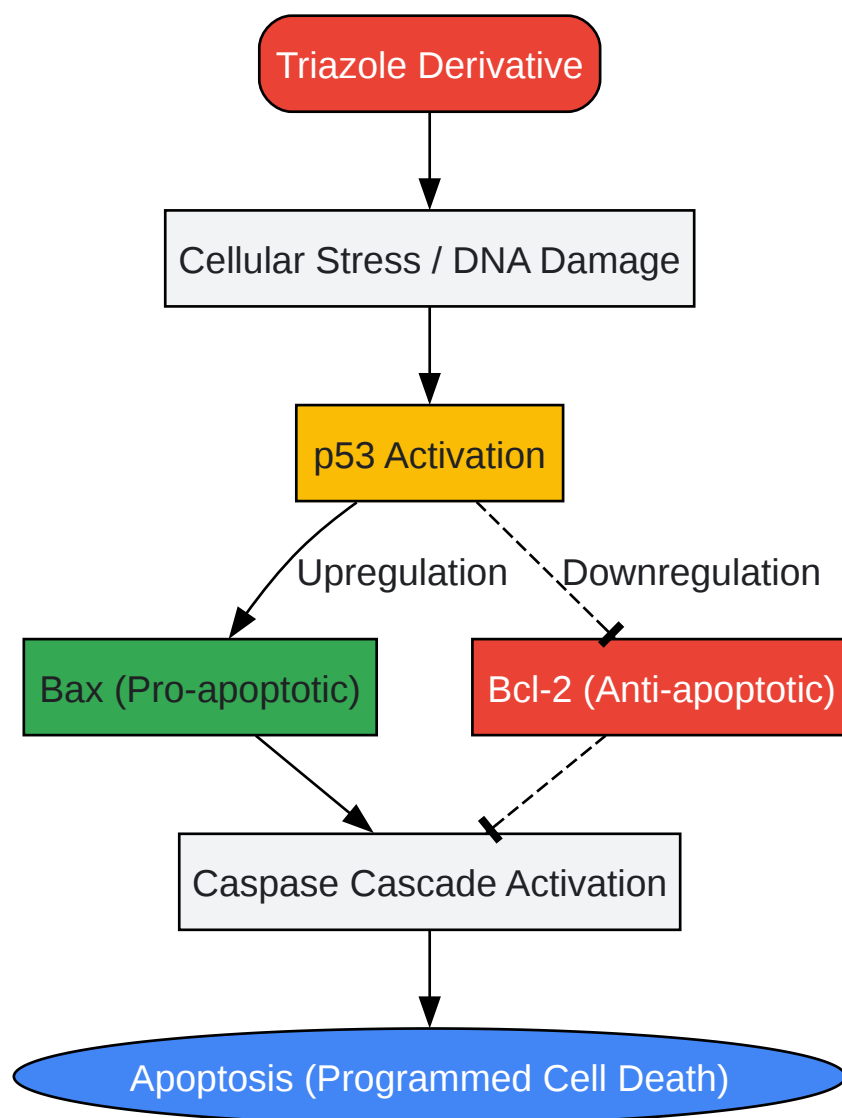 Triazole Derivative
Cellular Stress / DNA Damage
p53 Activation
Upregulation
Downregulation
Bax (Pro-apoptotic)
Bcl-2 (Anti-apoptotic)
Caspase Cascade Activation
Apoptosis (Programmed Cell Death)